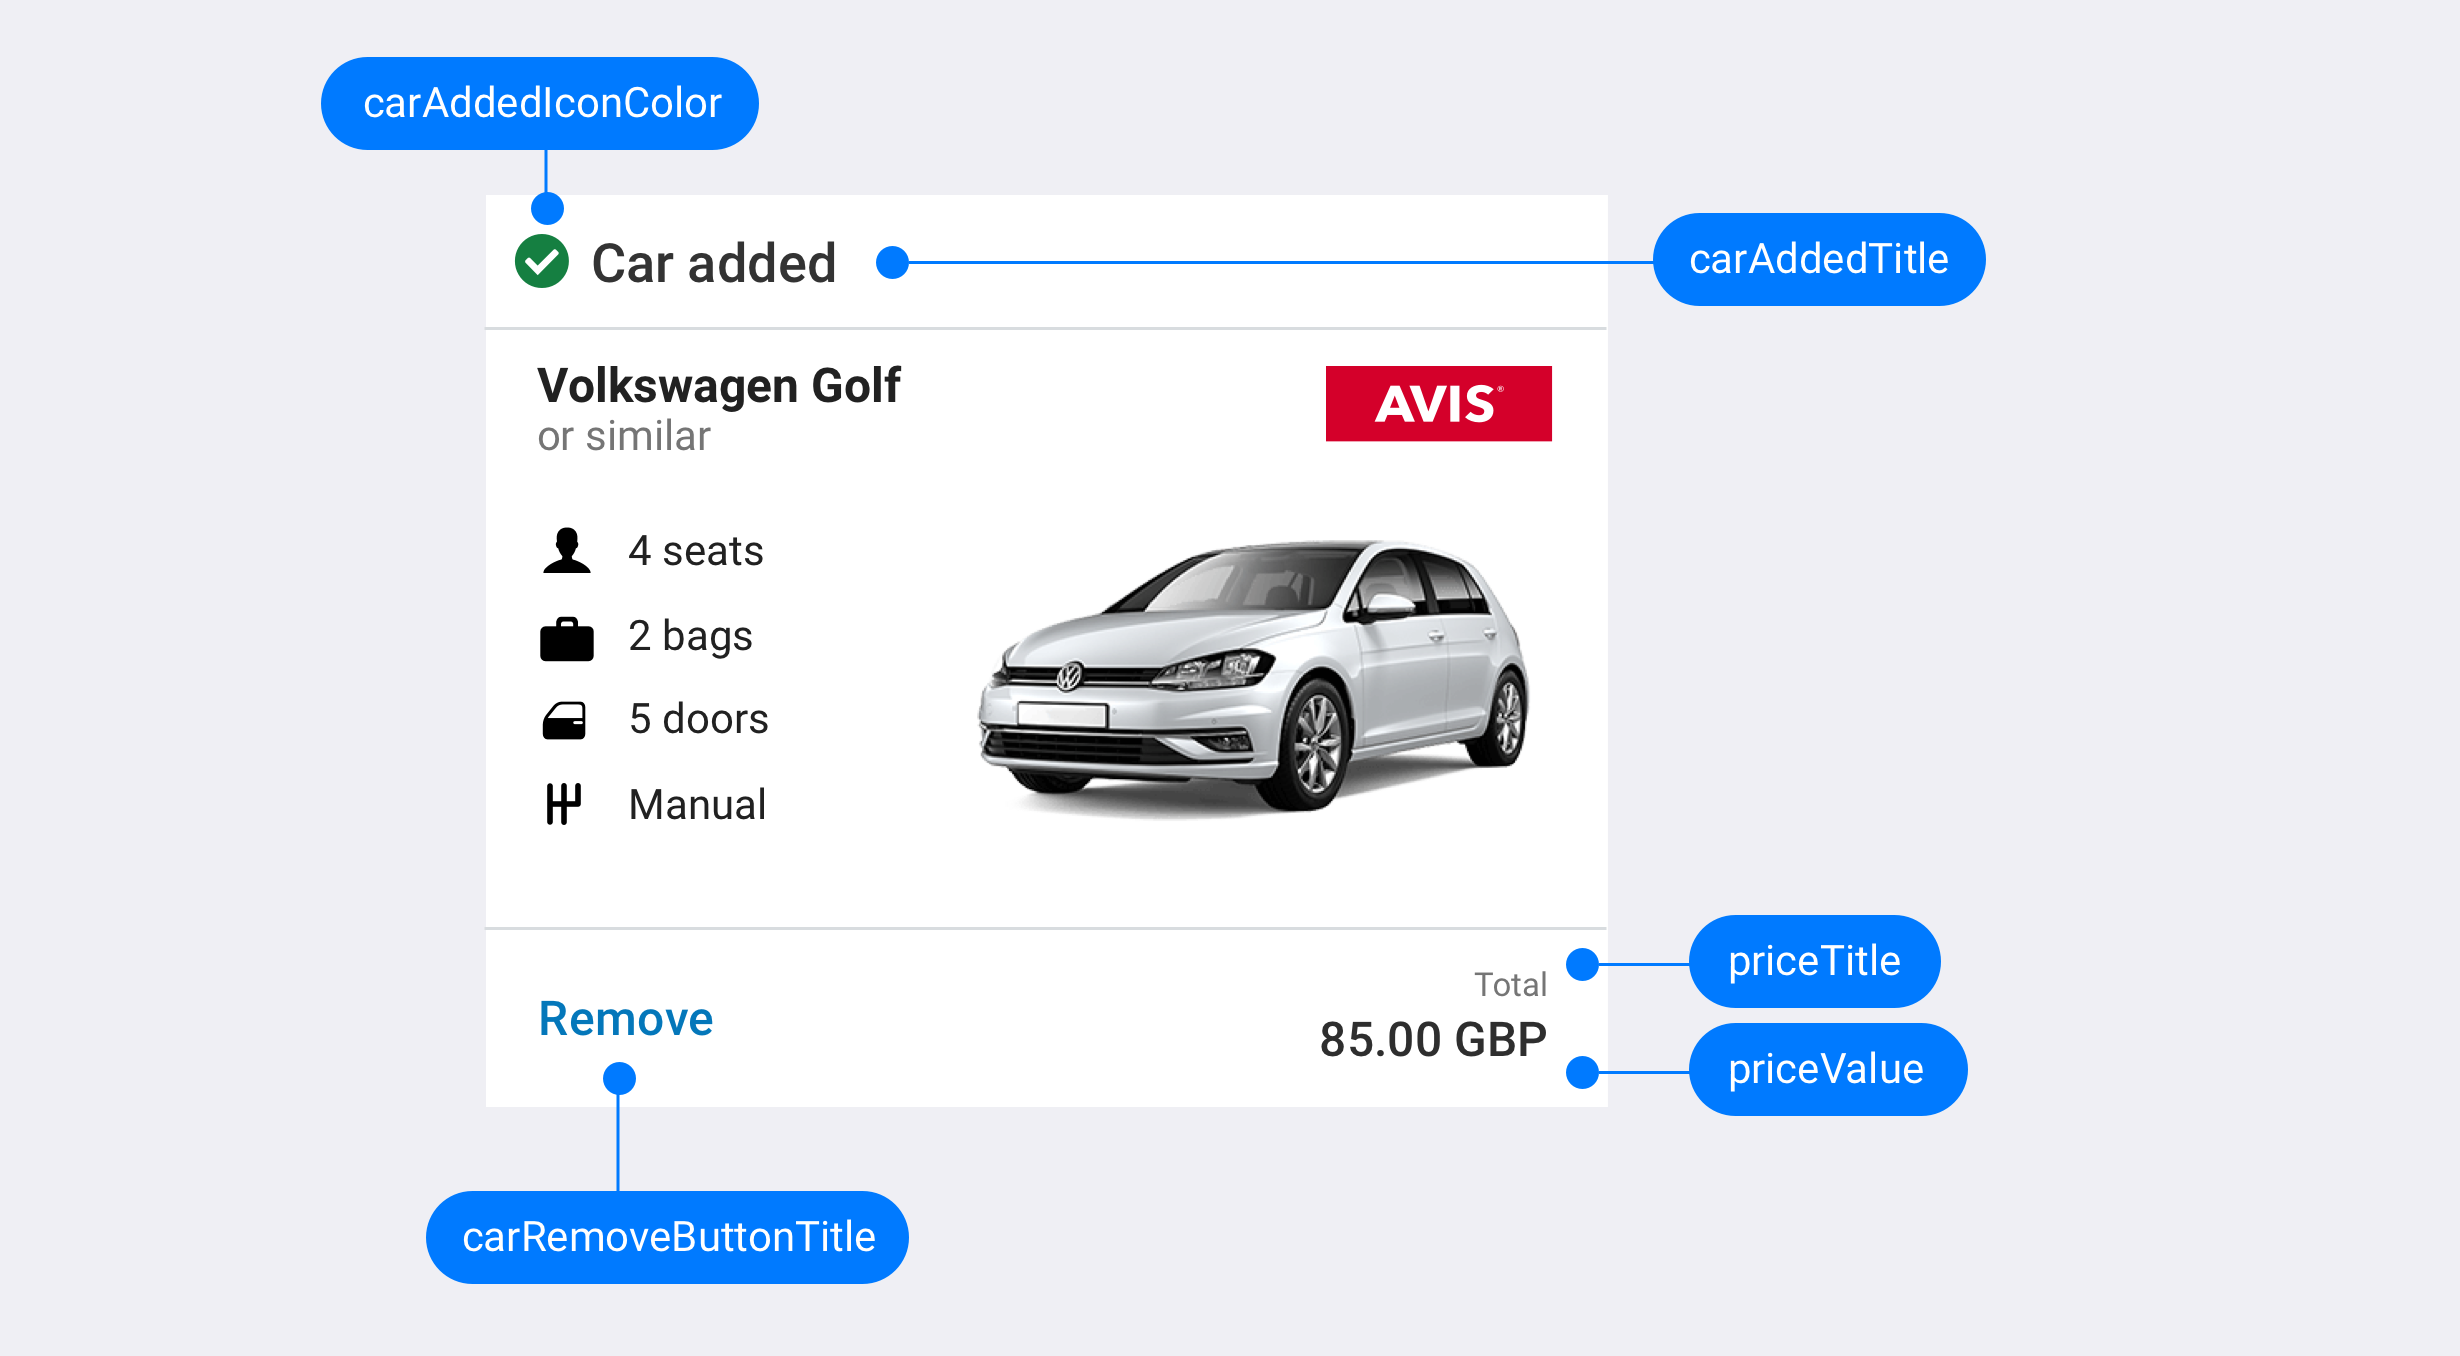 carAddedIconColor
Car added
carAddedTitle
Volkswagen Golf
or similar
AVIS®
4 seats
2 bags
5 doors
Manual
Total
priceTitle
Remove
85.00 GBP
priceValue
carRemoveButtonTitle